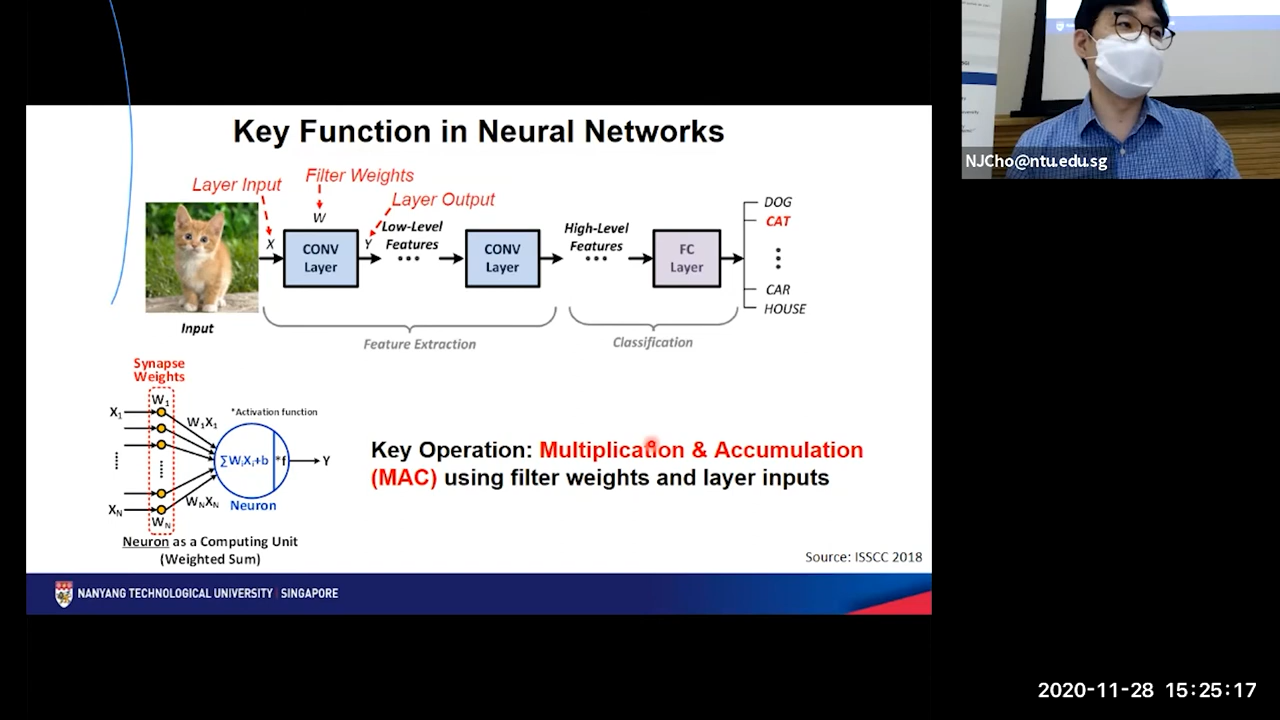 Key Function in Neural Networks
Layer Input
Filter Weights
Layer Output
W
X
CONV
Layer
Y
Low-Level
Features
CONV
Layer
High-Level
Features
FC
Layer
DOG
CAT
CAR
HOUSE
Input
Feature Extraction
Classification
Synapse
Weights
W1
X1
W1X1
*Activation function
∑WiXi+b
*f
Y
XN
WN
WNXN
Neuron
Neuron as a Computing Unit
(Weighted Sum)
Key Operation: Multiplication & Accumulation
(MAC) using filter weights and layer inputs
Source: ISSCC 2018
NANYANG TECHNOLOGICAL UNIVERSITY | SINGAPORE
NJCho@ntu.edu.sg
2020-11-28 15:25:17